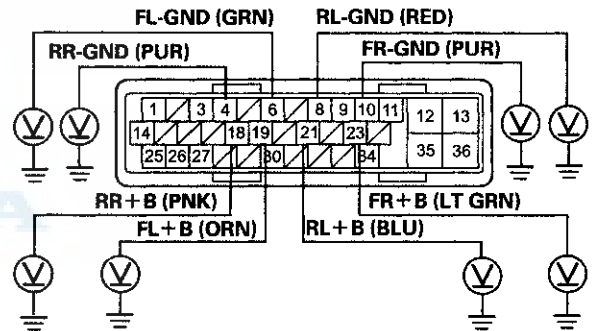 FL-GND (GRN) RL-GND (RED)
RR-GND (PUR) FR-GND (PUR)
1 3 4 6 8 9 10 11 12 13
14 18 19 21 23
25 26 27 30 34 35 36
RR+B (PNK) FR+B (LT GRN)
FL+B (ORN) RL+B (BLU)
V V V V
V V V V